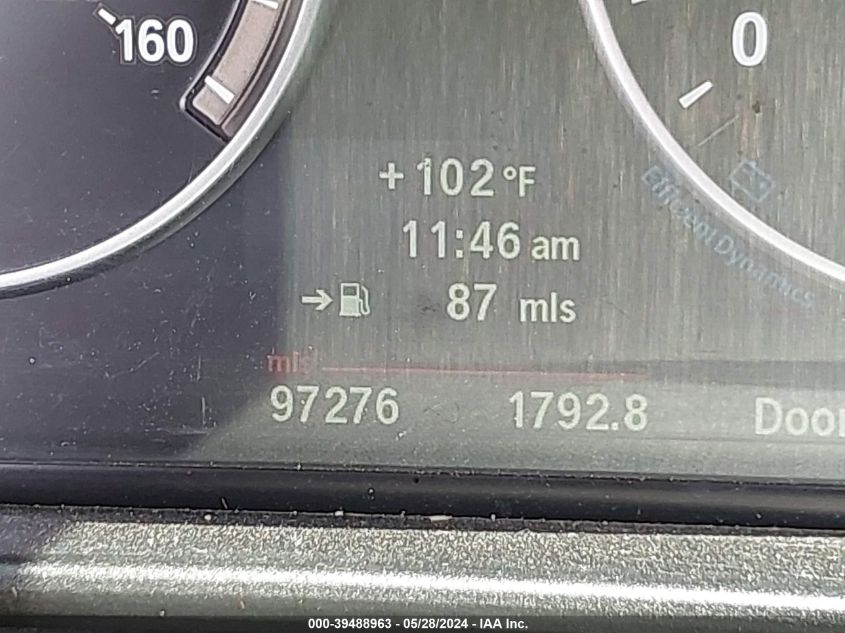 160
0
+102 °F
Efficient Dynamics
11:46 am
87 mls
mls
97276 1792.8 Door
000-39488963 - 05/28/2024 - IAA Inc.